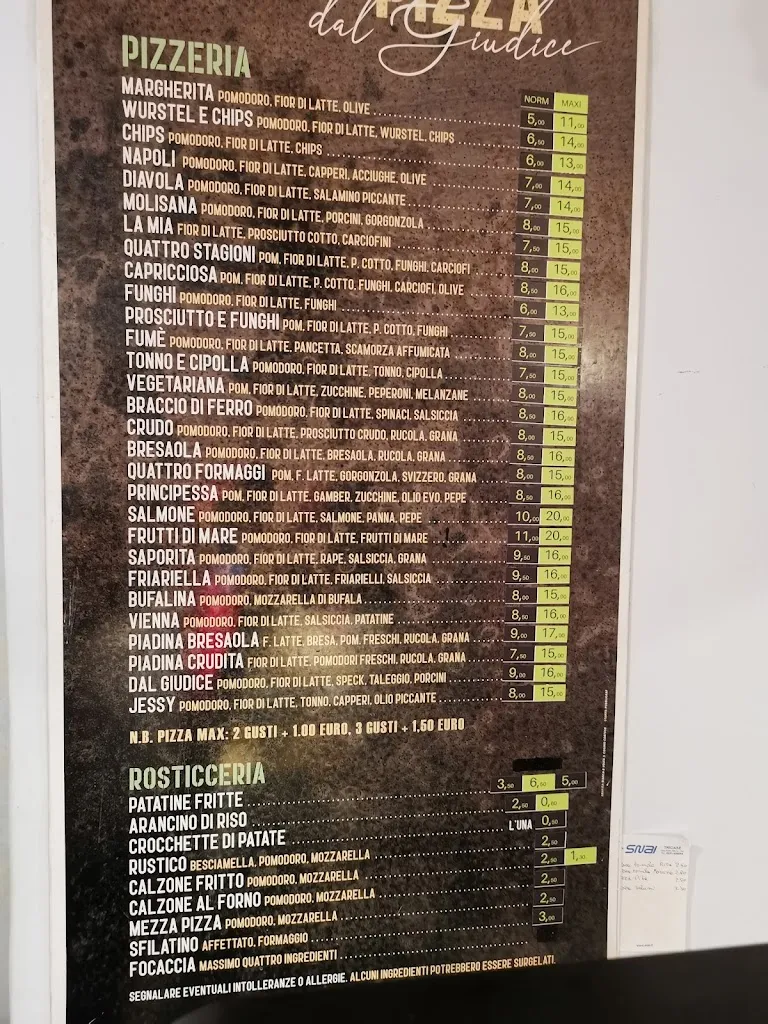 PIZZA
dal Giudice
PIZZERIA
NORM MAXI
MARGHERITA POMODORO, FIOR DI LATTE, OLIVE 5,00 11,00
WURSTEL E CHIPS POMODORO, FIOR DI LATTE, WURSTEL, CHIPS 6,50 14,00
CHIPS POMODORO, FIOR DI LATTE, CHIPS 6,00 13,00
NAPOLI POMODORO, FIOR DI LATTE, CAPPERI, ACCIUGHE, OLIVE 7,00 14,00
DIAVOLA POMODORO, FIOR DI LATTE, SALAMINO PICCANTE 7,00 14,00
MOLISANA POMODORO, FIOR DI LATTE, PORCINI, GORGONZOLA 8,00 15,00
LA MIA FIOR DI LATTE, PROSCIUTTO COTTO, CARCIOFINI 7,50 15,00
QUATTRO STAGIONI POM, FIOR DI LATTE, P. COTTO, FUNGHI, CARCIOFI 8,00 15,00
CAPRICCIOSA POM, FIOR DI LATTE, P. COTTO, FUNGHI, CARCIOFI, OLIVE 8,50 16,00
FUNGHI POMODORO, FIOR DI LATTE, FUNGHI 6,00 13,00
PROSCIUTTO E FUNGHI POM, FIOR DI LATTE, P. COTTO, FUNGHI 7,50 15,00
FUMÈ POMODORO, FIOR DI LATTE, PANCETTA, SCAMORZA AFFUMICATA 8,00 15,00
TONNO E CIPOLLA POMODORO, FIOR DI LATTE, TONNO, CIPOLLA 7,50 15,00
VEGETARIANA POM, FIOR DI LATTE, ZUCCHINE, PEPERONI, MELANZANE 8,00 15,00
BRACCIO DI FERRO POMODORO, FIOR DI LATTE, SPINACI, SALSICCIA 8,50 16,00
CRUDO POMODORO, FIOR DI LATTE, PROSCIUTTO CRUDO, RUCOLA, GRANA 8,00 15,00
BRESAOLA POMODORO, FIOR DI LATTE, BRESAOLA, RUCOLA, GRANA 8,50 16,00
QUATTRO FORMAGGI POM, F. LATTE, GORGONZOLA, SVIZZERO, GRANA 8,00 15,00
PRINCIPESSA POM, FIOR DI LATTE, GAMBER, ZUCCHINE, OLIO EVO, PEPE 8,50 16,00
SALMONE POMODORO, FIOR DI LATTE, SALMONE, PANNA, PEPE 10,00 20,00
FRUTTI DI MARE POMODORO, FIOR DI LATTE, FRUTTI DI MARE 11,00 20,00
SAPORITA POMODORO, FIOR DI LATTE, RAPE, SALSICCIA, GRANA 9,50 16,00
FRIARIELLA POMODORO, FIOR DI LATTE, FRIARIELLI, SALSICCIA 9,50 16,00
BUFALINA POMODORO, MOZZARELLA DI BUFALA 8,00 15,00
VIENNA POMODORO, FIOR DI LATTE, SALSICCIA, PATATINE 8,50 16,00
PIADINA BRESAOLA F. LATTE, BRESA, POM. FRESCHI, RUCOLA, GRANA 9,00 17,00
PIADINA CRUDITA FIOR DI LATTE, POMODORI FRESCHI, RUCOLA, GRANA 7,50 15,00
DAL GIUDICE POMODORO, FIOR DI LATTE, SPECK, TALEGGIO, PORCINI 9,00 16,00
JESSY POMODORO, FIOR DI LATTE, TONNO, CAPPERI, OLIO PICCANTE 8,00 15,00
N.B. PIZZA MAX: 2 GUSTI + 1.00 EURO, 3 GUSTI + 1,50 EURO
ROSTICCERIA
PATATINE FRITTE 3,50 6,50 5,00
ARANCINO DI RISO 2,50
CROCCHETTE DI PATATE L'UNA 0,50
RUSTICO BESCIAMELLA, POMODORO, MOZZARELLA 2,50
CALZONE FRITTO POMODORO, MOZZARELLA 2,50
CALZONE AL FORNO POMODORO, MOZZARELLA 2,50
MEZZA PIZZA POMODORO, MOZZARELLA 2,50
SFILATINO AFFETTATO, FORMAGGIO 3,00
FOCACCIA MASSIMO QUATTRO INGREDIENTI
SEGNALARE EVENTUALI INTOLLERANZE O ALLERGIE. ALCUNI INGREDIENTI POTREBBERO ESSERE SURGELATI.
SNAI